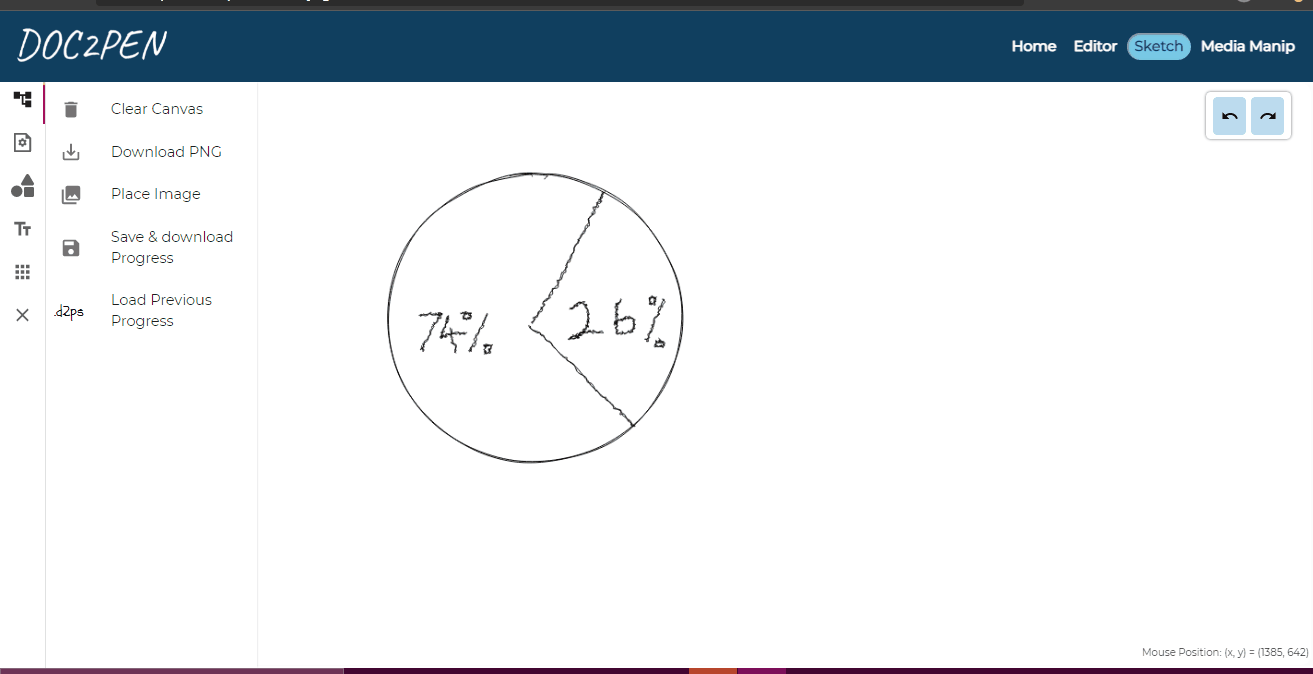 DOC2PEN
Home Editor Sketch Media Manip
Clear Canvas
Download PNG
Place Image
Save & download
Progress
.d2ps
Load Previous
Progress
Tт
74%
26%
Mouse Position: (x, y) = (1385, 642)